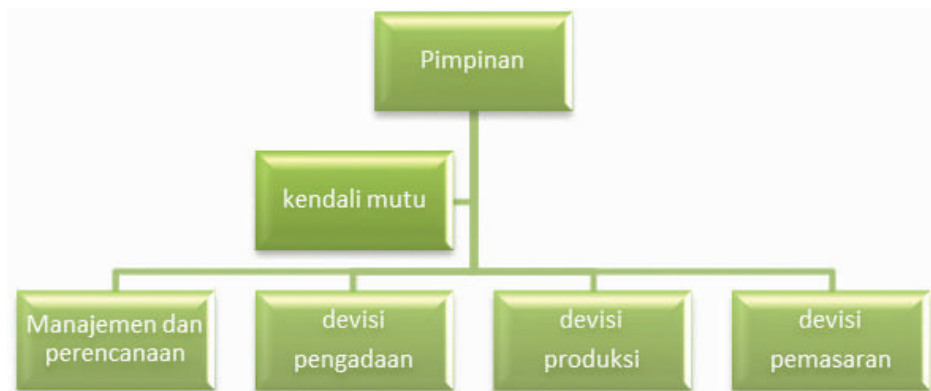 Pimpinan
kendali mutu
Manajemen dan
perencanaan
devisi
pengadaan
devisi
produksi
devisi
pemasaran